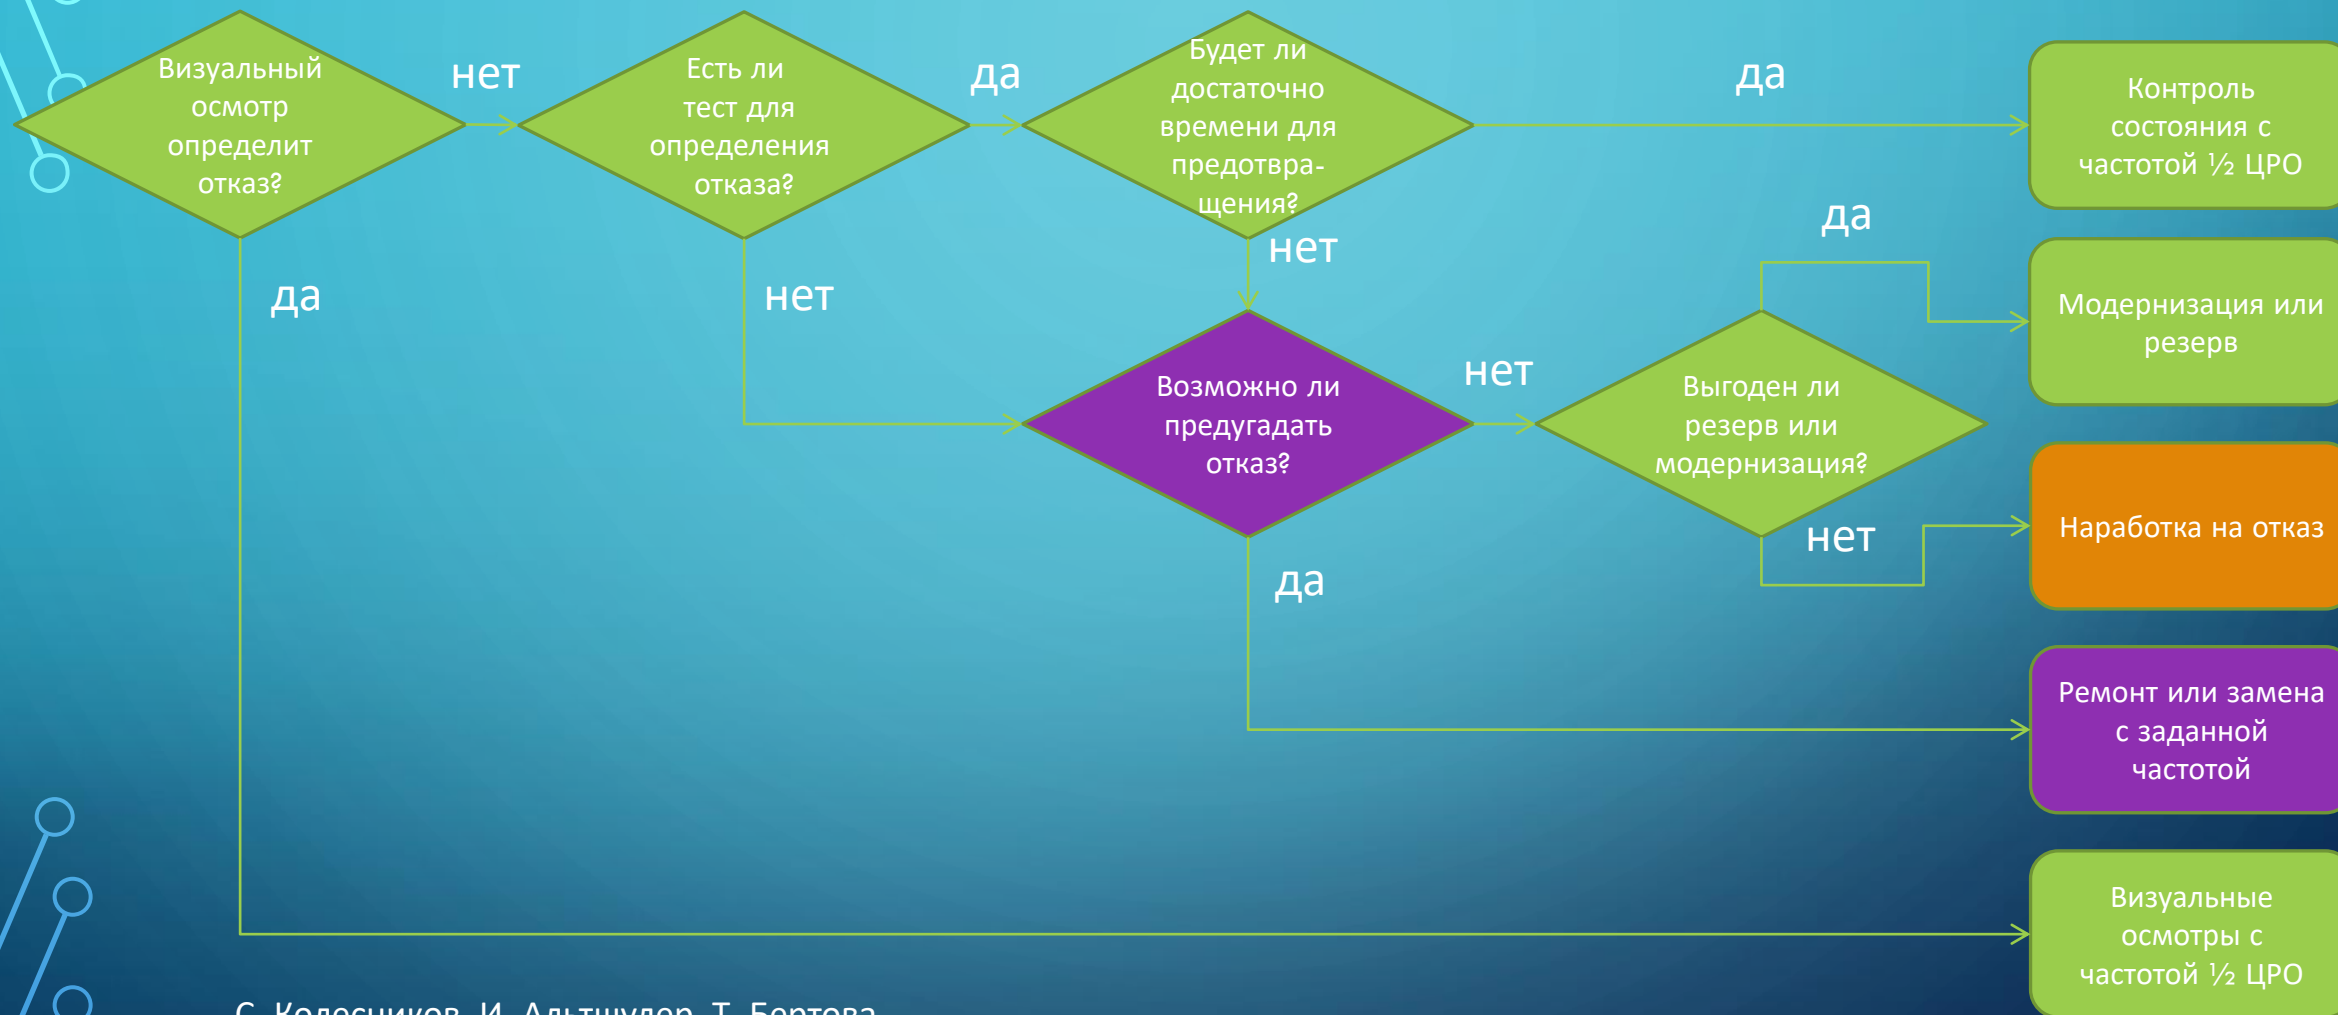 Визуальный
осмотр
определит
отказ?
нет
Есть ли
тест для
определения
отказа?
да
Будет ли
достаточно
времени для
предотвра-
щения?
да
Контроль
состояния с
частотой ½ ЦРО
да
нет
нет
да
Модернизация или
резерв
Возможно ли
предугадать
отказ?
нет
Выгоден ли
резерв или
модернизация?
нет
Наработка на отказ
да
Ремонт или замена
с заданной
частотой
Визуальные
осмотры с
частотой ½ ЦРО
С. Колесников, И. Альтшулер, Т. Бертова